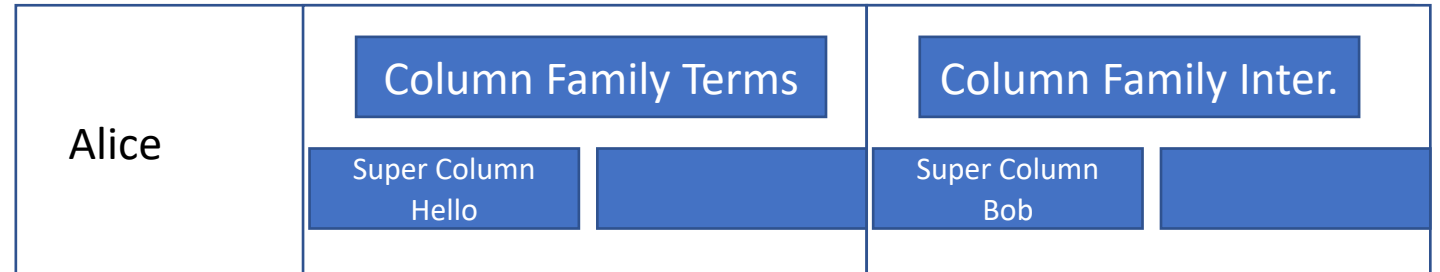 Alice
Column Family Terms
Super Column
Hello
Column Family Inter.
Super Column
Bob